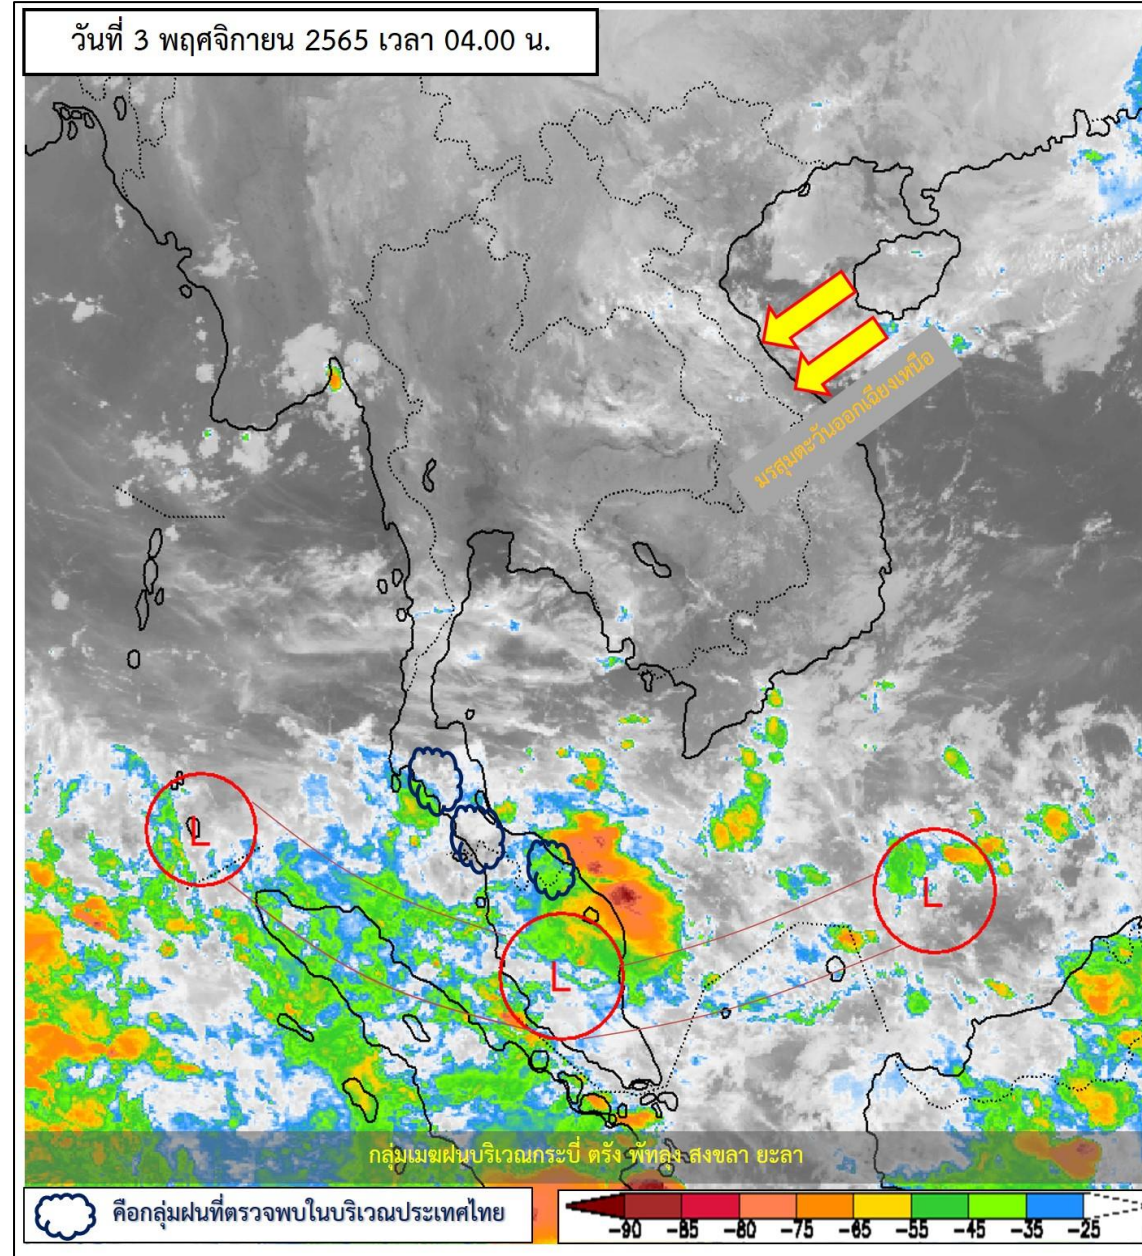 วันที่ 3 พฤศจิกายน 2565 เวลา 04.00 น.
มรสุมตะวันออกเฉียงเหนือ
L
L
L
กลุ่มเมฆฝนบริเวณกระบี่ ตรัง พัทลุง สงขลา ยะลา
คือกลุ่มฝนที่ตรวจพบในบริเวณประเทศไทย
-90 -85 -80 -75 -65 -55 -45 -35 -25